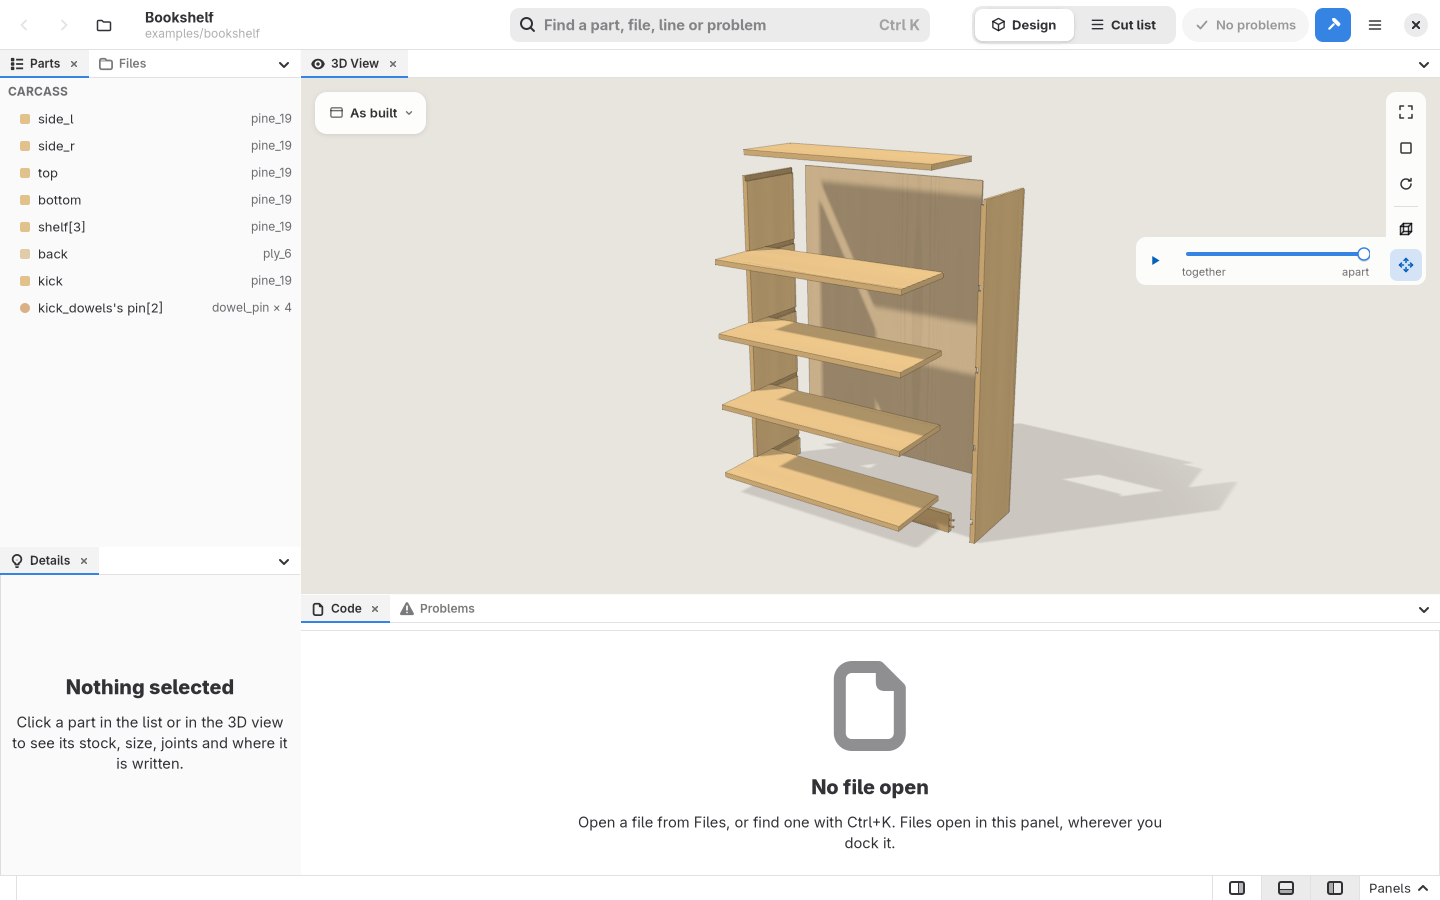 Bookshelf
examples/bookshelf
Find a part, file, line or problem Ctrl K
Design
Cut list
No problems
Parts
Files
3D View
CARCASS
side_l pine_19
side_r pine_19
top pine_19
bottom pine_19
shelf[3] pine_19
back ply_6
kick pine_19
kick_dowels's pin[2] dowel_pin × 4
As built
together apart
Details
Nothing selected
Click a part in the list or in the 3D view
to see its stock, size, joints and where it
is written.
Code
Problems
No file open
Open a file from Files, or find one with Ctrl+K. Files open in this panel, wherever you
dock it.
Panels